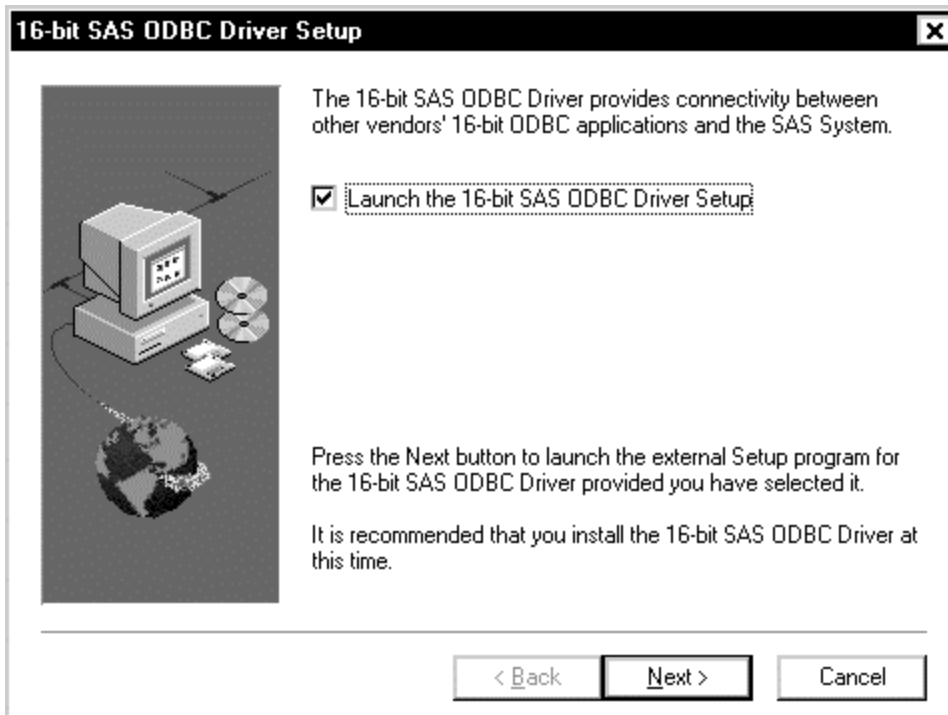 16-bit SAS ODBC Driver Setup
The 16-bit SAS ODBC Driver provides connectivity between
other vendors' 16-bit ODBC applications and the SAS System.
Launch the 16-bit SAS ODBC Driver Setup
Press the Next button to launch the external Setup program for
the 16-bit SAS ODBC Driver provided you have selected it.
It is recommended that you install the 16-bit SAS ODBC Driver at
this time.
< Back
Next >
Cancel